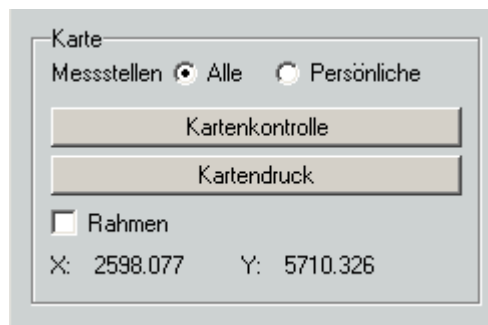 Karte
Messstellen Alle Persönliche
Kartenkontrolle
Kartendruck
Rahmen
X: 2598.077 Y: 5710.326